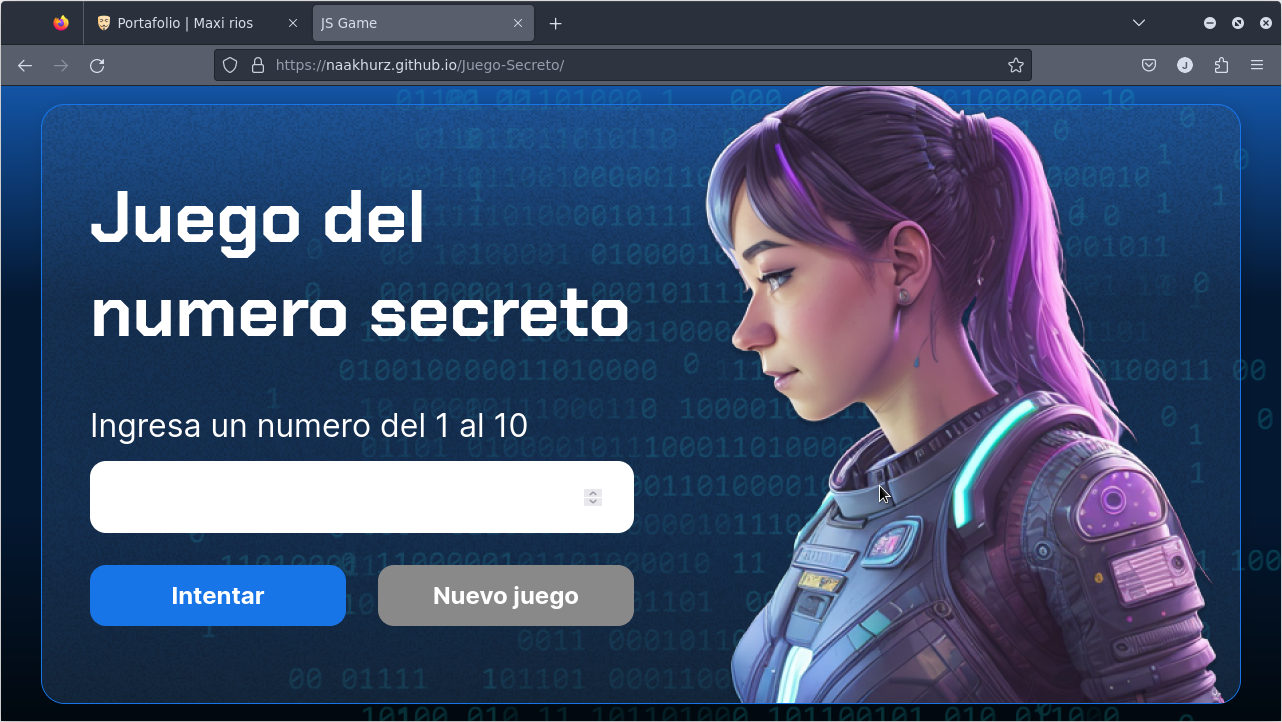 Portafolio | Maxi rios
JS Game
https://naakhurz.github.io/Juego-Secreto/
J
Juego del
numero secreto
Ingresa un numero del 1 al 10
Intentar
Nuevo juego